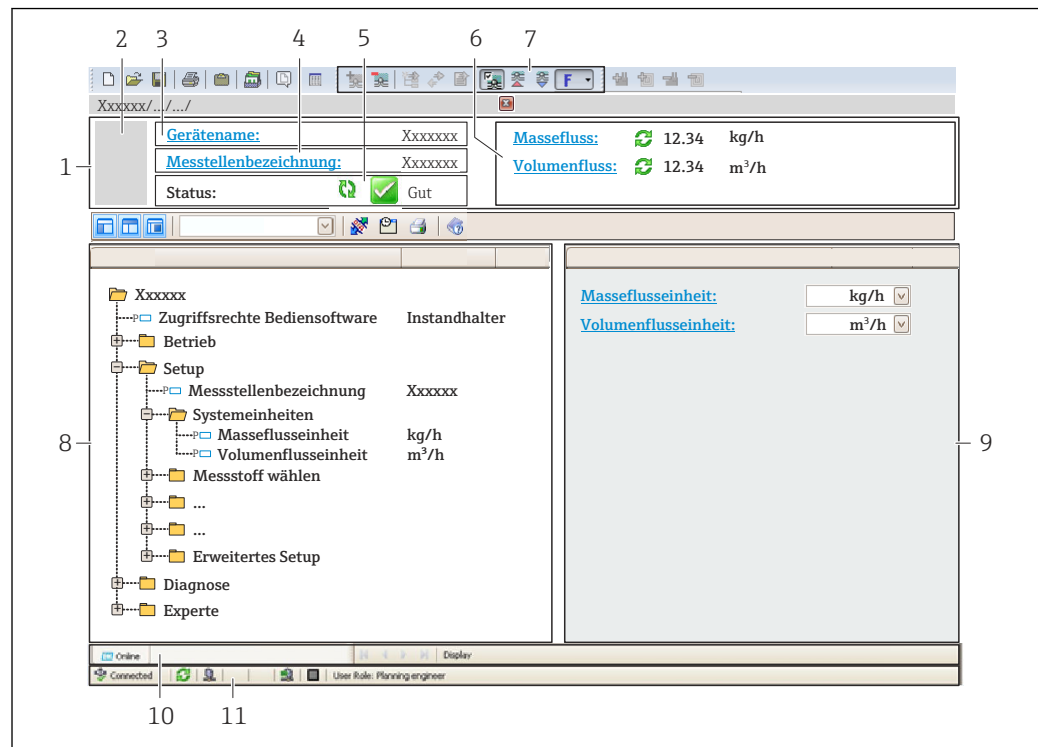 2 3 4 5 6 7
F
Xxxxxx/.../.../
1
Gerätename: Xxxxxxx
Messtellenbezeichnung: Xxxxxxx
Status: Gut
Massefluss: 12.34 kg/h
Volumenfluss: 12.34 m³/h
Xxxxxx
P Zugriffsrechte Bediensoftware Instandhalter
Betrieb
Setup
P Messstellenbezeichnung Xxxxxx
Systemeinheiten
P Masseflusseinheit kg/h
P Volumenflusseinheit m³/h
Messstoff wählen
...
...
Erweitertes Setup
Diagnose
Experte
8
Masseflusseinheit: kg/h
Volumenflusseinheit: m³/h
9
Online Display
Connected User Role: Planning engineer
10 11